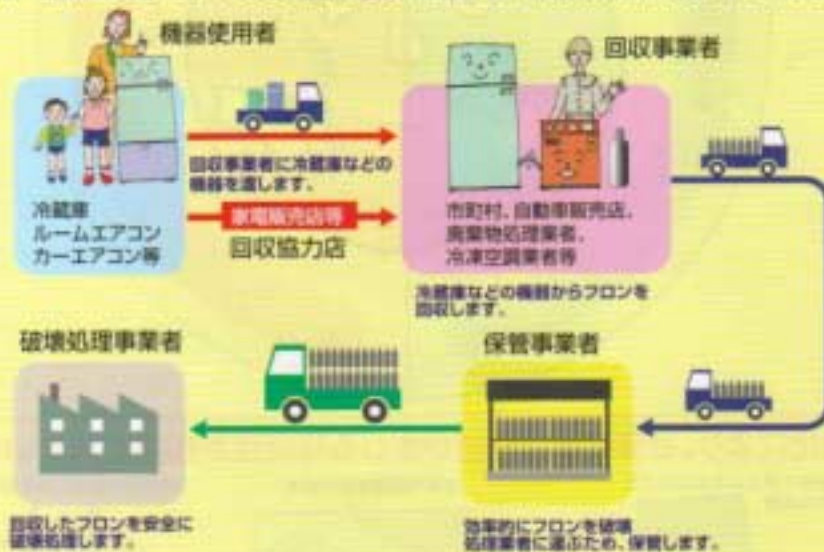 機器使用者
回収事業者
回収事業者に冷蔵庫などの
機器を渡します。
冷蔵庫
ルームエアコン
カーエアコン等
家電販売店等
回収協力店
市町村、自動車販売店、
廃棄物処理業者、
冷凍空調業者等
冷蔵庫などの機器からフロンを
回収します。
破壊処理事業者
保管事業者
回収したフロンを安全に
破壊処理します。
効率的にフロンを破壊
処理業者に運ぶため、保管します。